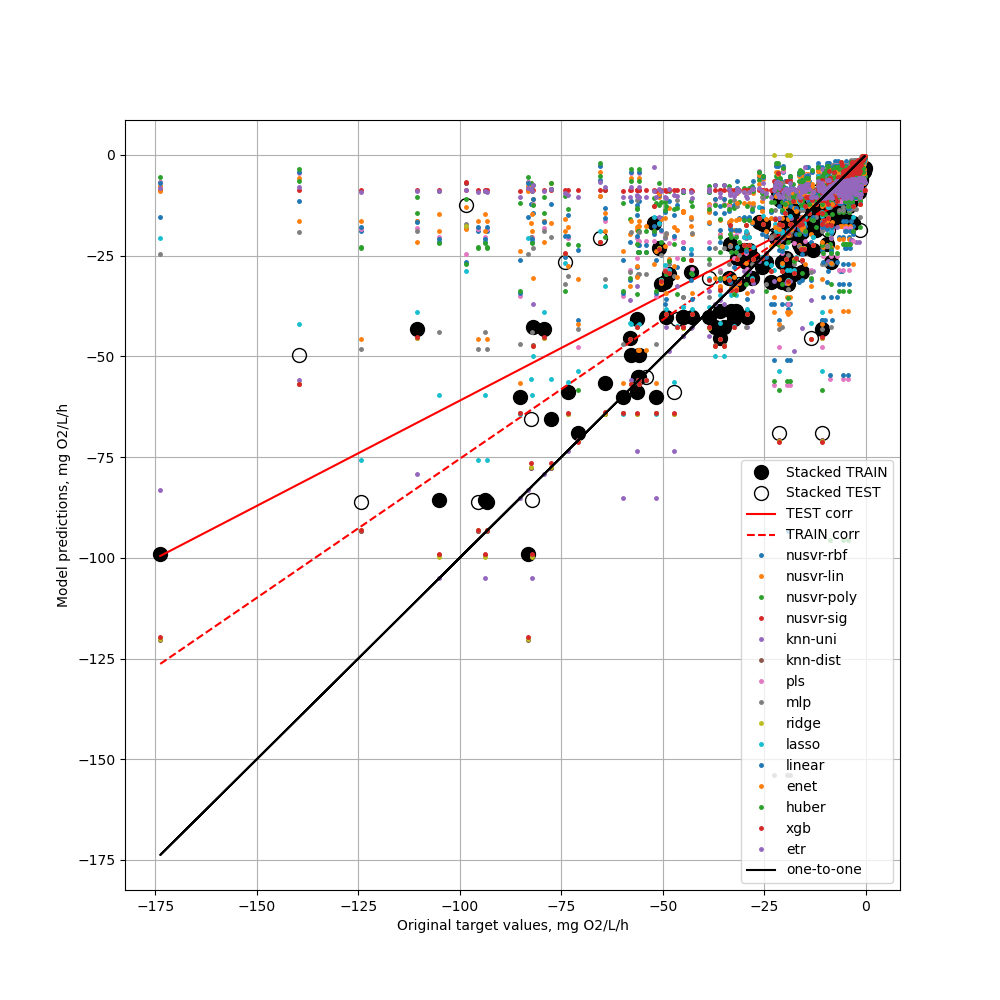 0
−25
−50
−75
−100
−125
−150
−175
Model predictions, mg O2/L/h
−175 −150 −125 −100 −75 −50 −25 0
Original target values, mg O2/L/h
Stacked TRAIN
Stacked TEST
TEST corr
TRAIN corr
nusvr-rbf
nusvr-lin
nusvr-poly
nusvr-sig
knn-uni
knn-dist
pls
mlp
ridge
lasso
linear
enet
huber
xgb
etr
one-to-one